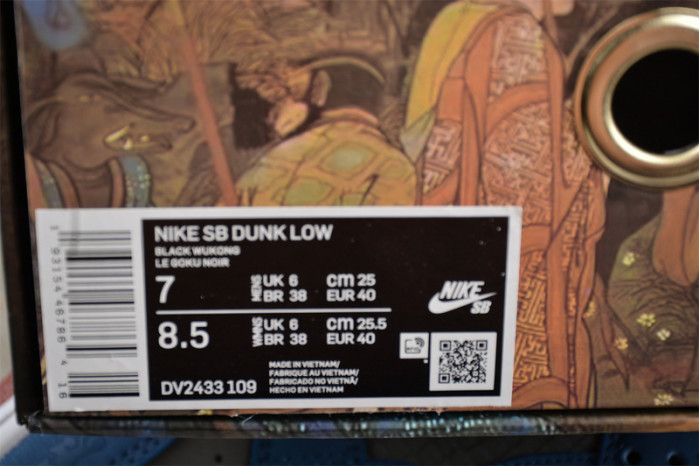 NIKE SB DUNK LOW
BLACK WUKONG
LE GOKU NOIR
7 MENS UK 6 CM 25
BR 38 EUR 40
8.5 WMNS UK 6 CM 25.5
BR 38 EUR 40
NIKE
SB
MADE IN VIETNAM/
FABRIQUE AU VIETNAM/
FABRICADO NO VIETNÃ/
HECHO EN VIETNAM
DV2433 109